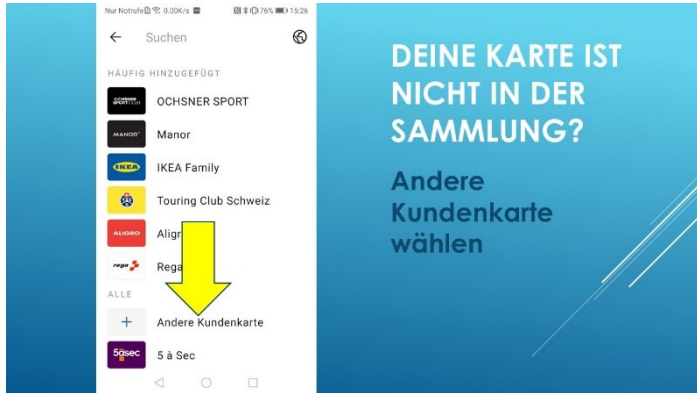 Nur Notrufe 0.00K/s 76% 15:26
Suchen
HÄUFIG HINZUGEFÜGT
OCHSNER SPORT
MANOR Manor
IKEA IKEA Family
Touring Club Schweiz
ALIGRO Aligr
rega Rega
ALLE
+ Andere Kundenkarte
5àsec 5 à Sec
DEINE KARTE IST
NICHT IN DER
SAMMLUNG?
Andere
Kundenkarte
wählen